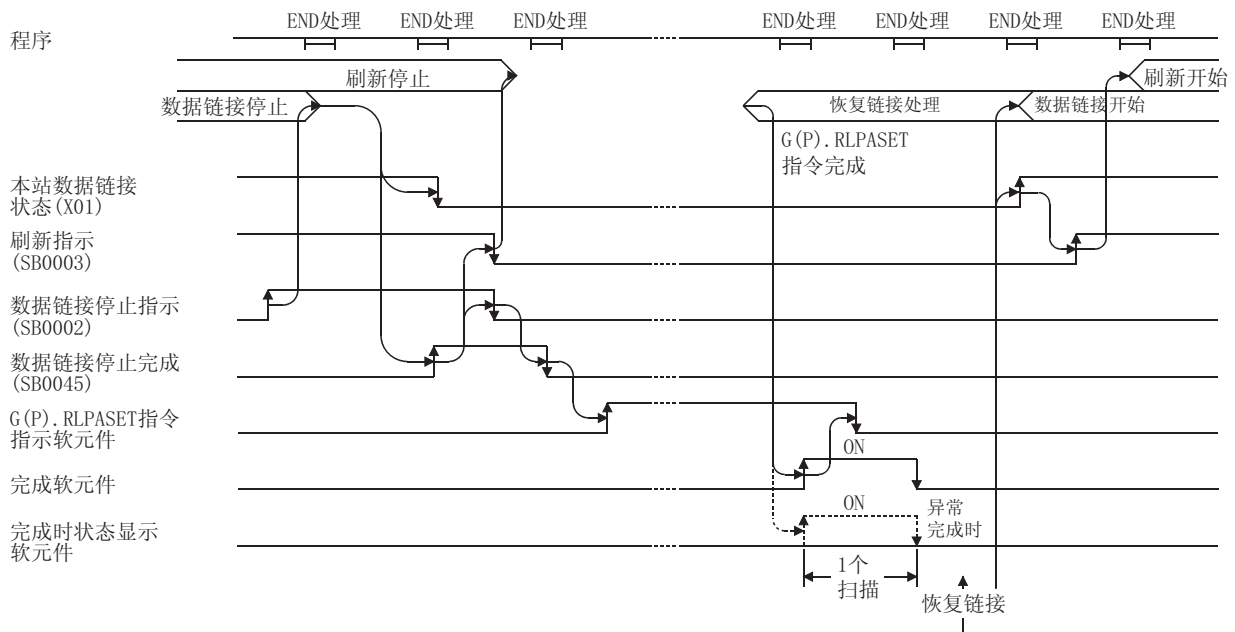 END处理 END处理 END处理 END处理 END处理 END处理 END处理
程序
刷新停止
刷新开始
数据链接停止
恢复链接处理
数据链接开始
G(P).RLPASET
指令完成
本站数据链接
状态(X01)
刷新指示
(SB0003)
数据链接停止指示
(SB0002)
数据链接停止完成
(SB0045)
G(P).RLPASET指令
指示软元件
ON
完成软元件
ON
异常
完成时
完成时状态显示
软元件
1个
扫描
恢复链接